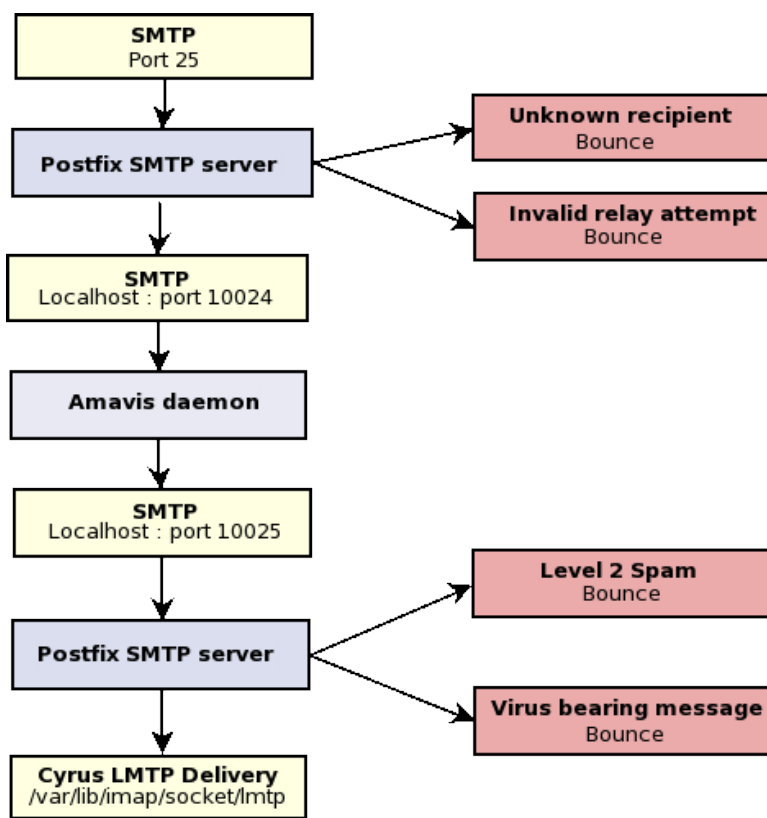 SMTP
Port 25
Postfix SMTP server
Unknown recipient
Bounce
Invalid relay attempt
Bounce
SMTP
Localhost : port 10024
Amavis daemon
SMTP
Localhost : port 10025
Postfix SMTP server
Level 2 Spam
Bounce
Virus bearing message
Bounce
Cyrus LMTP Delivery
/var/lib/imap/socket/lmtp